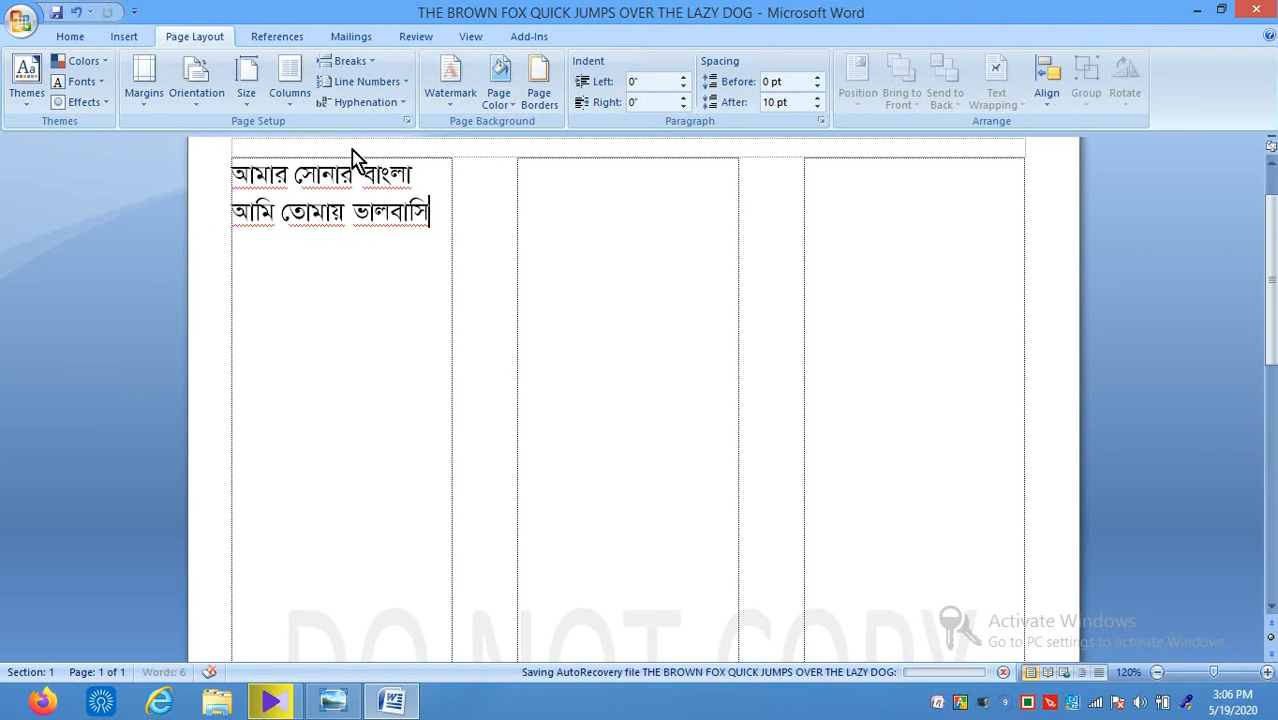 THE BROWN FOX QUICK JUMPS OVER THE LAZY DOG - Microsoft Word
Home Insert Page Layout References Mailings Review View Add-Ins
Themes Colors Fonts Effects
Margins Orientation Size Columns Breaks Line Numbers Hyphenation
Watermark Page Color Page Borders
Indent Left: 0" Right: 0"
Spacing Before: 0 pt After: 10 pt
Position Bring to Front Send to Back Text Wrapping Align Group Rotate
Themes Page Setup Page Background Paragraph Arrange
আমার সোনার বাংলা
আমি তোমায় ভালবাসি
DO NOT COPY
Activate Windows
Go to PC settings to activate Windows.
Section: 1 Page: 1 of 1 Words: 6 Saving AutoRecovery file THE BROWN FOX QUICK JUMPS OVER THE LAZY DOG: 120%
3:06 PM
5/19/2020